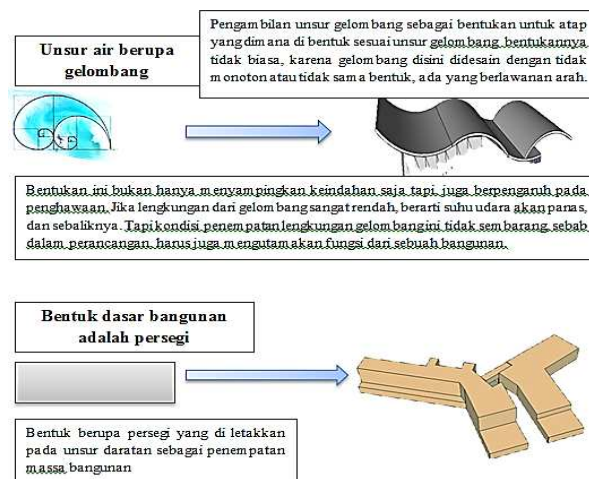 Unsur air berupa
gelombang
Pengambilan unsur gelombang sebagai bentukan untuk atap
yang dimana di bentuk sesuai unsur gelombang bentukannya
tidak biasa, karena gelombang disini didesain dengan tidak
monoton atau tidak sama bentuk, ada yang berlawanan arah.
Bentukan ini bukan hanya menyampingkan keindahan saja tapi juga berpengaruh pada
penghawaan. Jika lengkungan dari gelombang sangat rendah, berarti suhu udara akan panas,
dan sebaliknya. Tapi kondisi penempatan lengkungan gelombang ini tidak sembarang, sebab
dalam perancangan harus juga mengutamakan fungsi dari sebuah bangunan.
Bentuk dasar bangunan
adalah persegi
Bentuk berupa persegi yang di letakkan
pada unsur daratan sebagai penempatan
massa bangunan